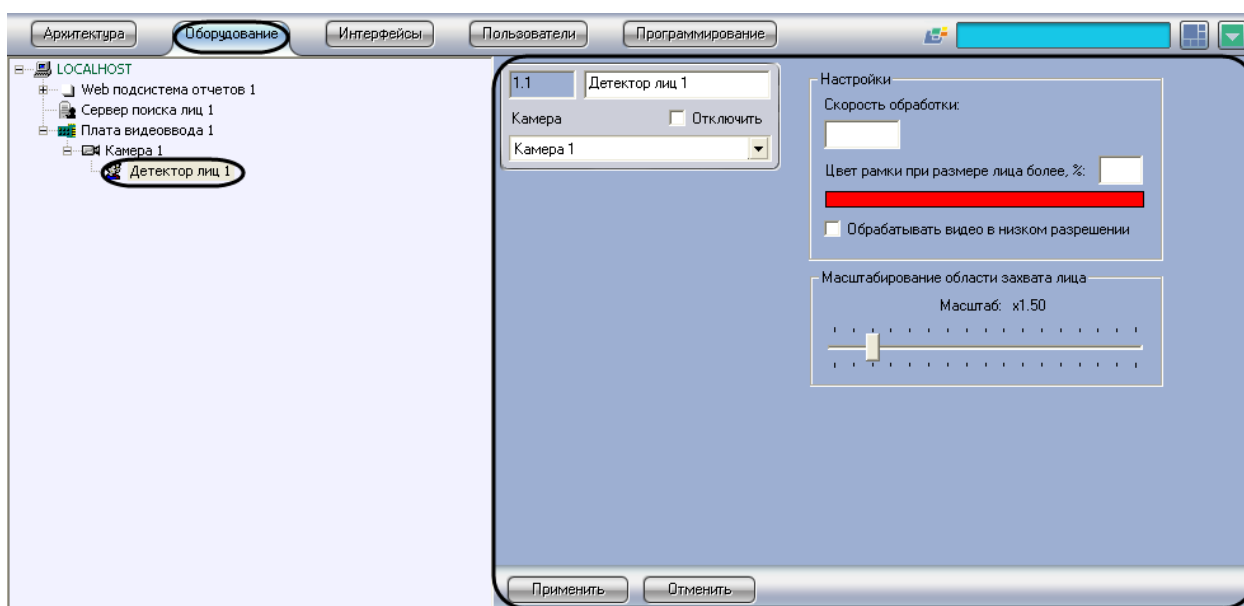 Архитектура Оборудование Интерфейсы Пользователи Программирование
LOCALHOST
Web подсистема отчетов 1
Сервер поиска лиц 1
Плата видеоввода 1
Камера 1
Детектор лиц 1
1.1 Детектор лиц 1
Камера Отключить
Камера 1
Настройки
Скорость обработки:
Цвет рамки при размере лица более, %:
Обрабатывать видео в низком разрешении
Масштабирование области захвата лица
Масштаб: x1.50
Применить Отменить